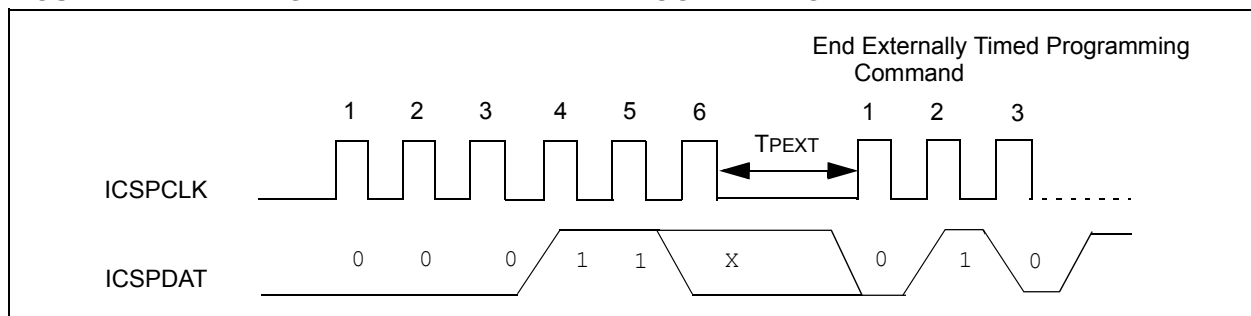 End Externally Timed Programming
Command
1 2 3 4 5 6 1 2 3
TPEXT
ICSPCLK
0 0 0 1 1 X 0 1 0
ICSPDAT